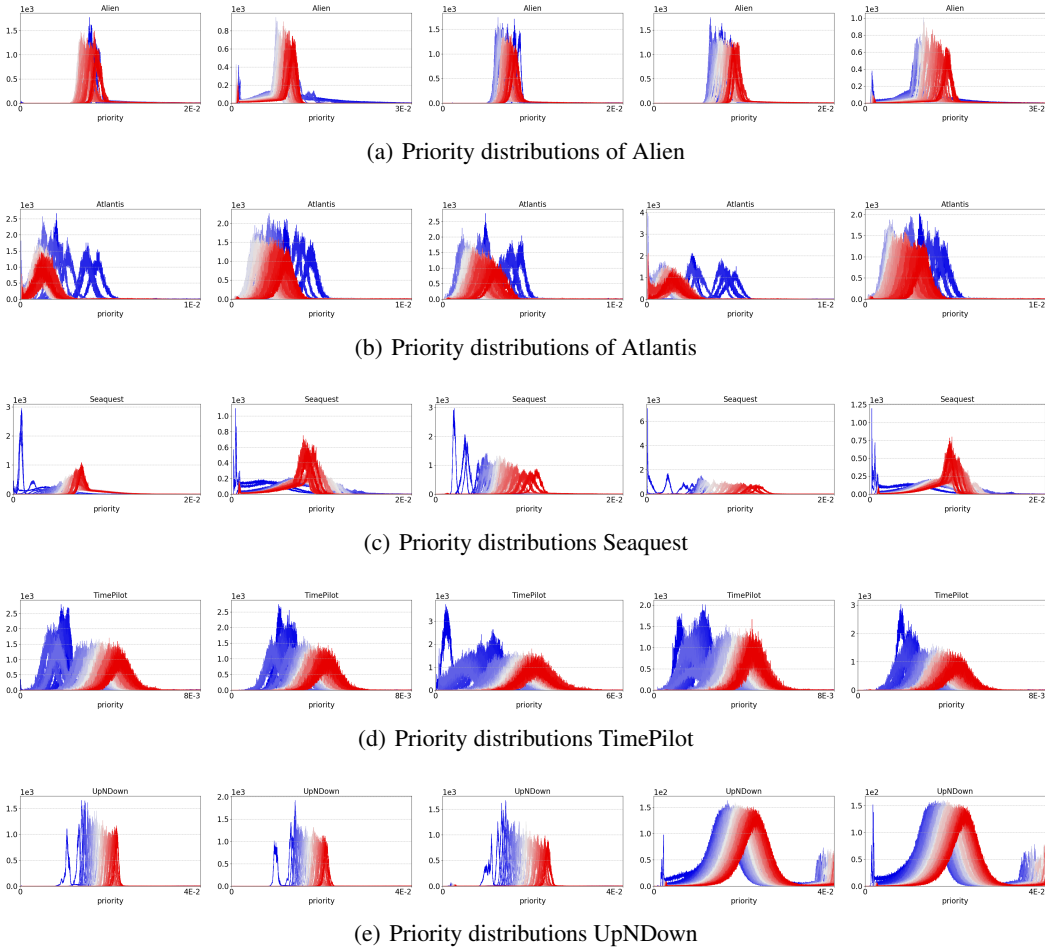 1e3 Alien
1.5
1.0
0.5
0.0
0 2E-2
priority
1e3 Alien
0.8
0.6
0.4
0.2
0.0
0 3E-2
priority
1e3 Alien
1.5
1.0
0.5
0.0
0 2E-2
priority
1e3 Alien
1.5
1.0
0.5
0.0
0 2E-2
priority
1e3 Alien
1.0
0.8
0.6
0.4
0.2
0.0
0 3E-2
priority
(a) Priority distributions of Alien
1e3 Atlantis
2.5
2.0
1.5
1.0
0.5
0.0
0 1E-2
priority
1e3 Atlantis
2.5
2.0
1.5
1.0
0.5
0.0
0 1E-2
priority
1e3 Atlantis
2.5
2.0
1.5
1.0
0.5
0.0
0 1E-2
priority
1e3 Atlantis
4
3
2
1
0
0 1E-2
priority
1e3 Atlantis
2.0
1.5
1.0
0.5
0.0
0 1E-2
priority
(b) Priority distributions of Atlantis
1e3 Seaquest
3
2
1
0
0 2E-2
priority
1e3 Seaquest
1.0
0.8
0.6
0.4
0.2
0.0
0 2E-2
priority
1e3 Seaquest
3
2
1
0
0 2E-2
priority
1e3 Seaquest
6
4
2
0
0 2E-2
priority
1e3 Seaquest
1.25
1.00
0.75
0.50
0.25
0.00
0 2E-2
priority
(c) Priority distributions Seaquest
1e3 TimePilot
2.5
2.0
1.5
1.0
0.5
0.0
0 8E-3
priority
1e3 TimePilot
2.5
2.0
1.5
1.0
0.5
0.0
0 8E-3
priority
1e3 TimePilot
4
3
2
1
0
0 6E-3
priority
1e3 TimePilot
2.0
1.5
1.0
0.5
0.0
0 8E-3
priority
1e3 TimePilot
3
2
1
0
0 8E-3
priority
(d) Priority distributions TimePilot
1e3 UpNDown
1.5
1.0
0.5
0.0
0 4E-2
priority
1e3 UpNDown
2.0
1.5
1.0
0.5
0.0
0 4E-2
priority
1e3 UpNDown
1.5
1.0
0.5
0.0
0 4E-2
priority
1e2 UpNDown
1.5
1.0
0.5
0.0
0 4E-2
priority
1e2 UpNDown
1.5
1.0
0.5
0.0
0 4E-2
priority
(e) Priority distributions UpNDown